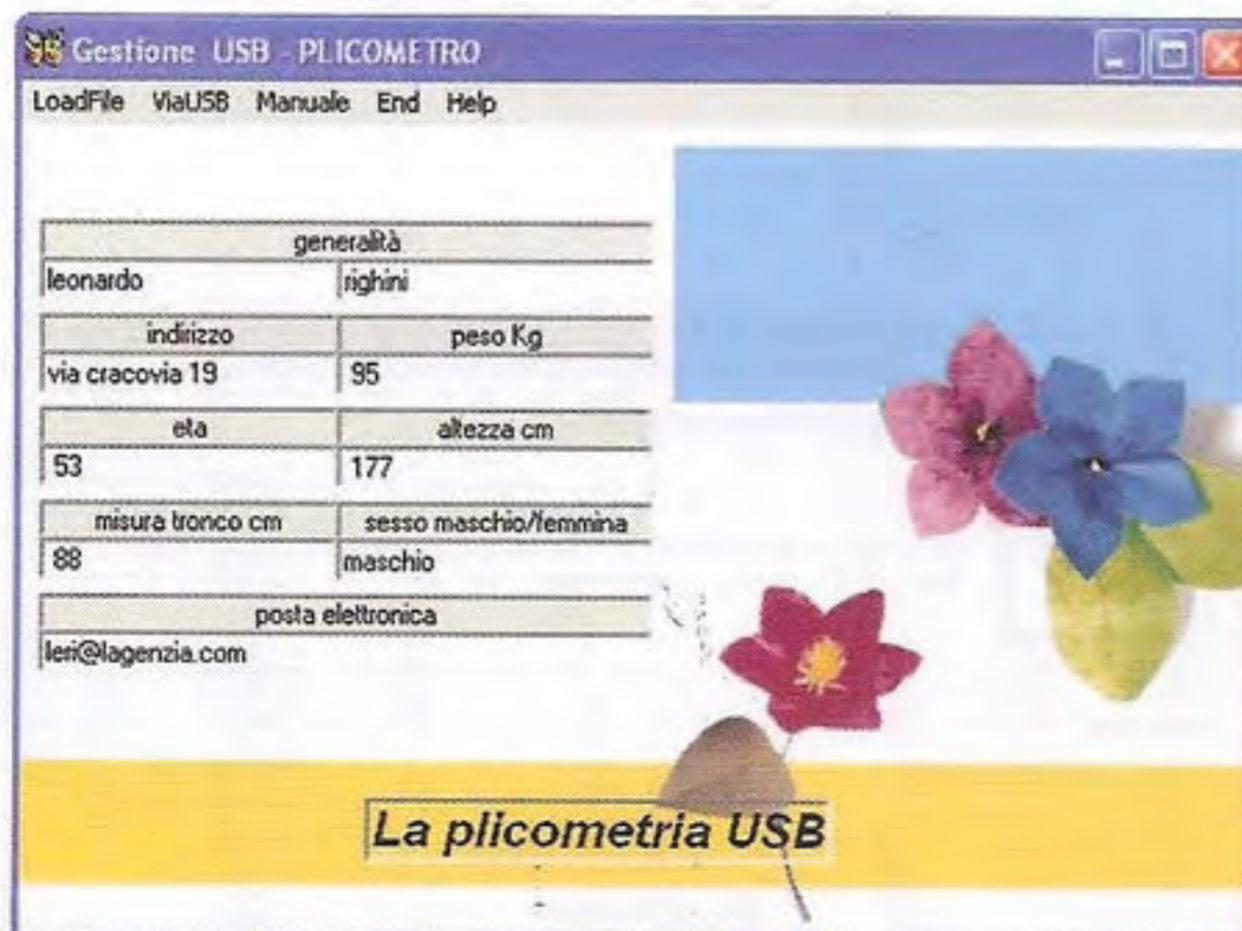 Gestione USB - PLICOMETRO
LoadFile ViaUSB Manuale End Help
generalità
leonardo righini
indirizzo peso Kg
via cracovia 19 95
eta altezza cm
53 177
misura tronco cm sesso maschio/femmina
88 maschio
posta elettronica
leri@lagenzia.com
La plicometria USB